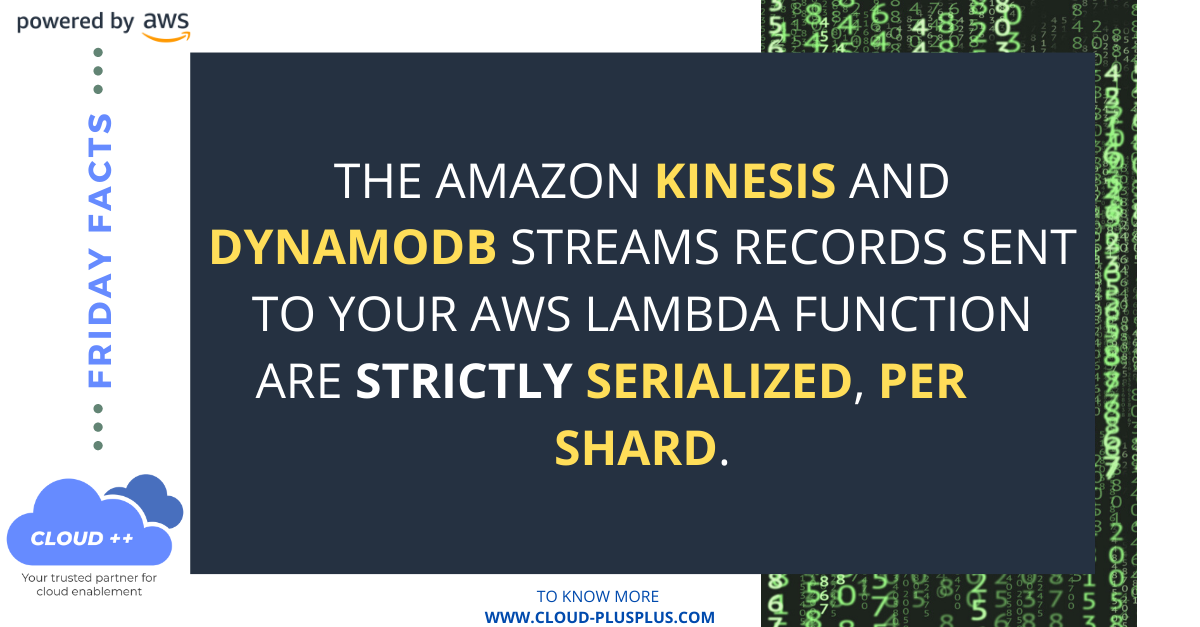 powered by aws
FRIDAY FACTS
THE AMAZON KINESIS AND
DYNAMODB STREAMS RECORDS SENT
TO YOUR AWS LAMBDA FUNCTION
ARE STRICTLY SERIALIZED, PER
SHARD.
CLOUD ++
Your trusted partner for
cloud enablement
TO KNOW MORE
WWW.CLOUD-PLUSPLUS.COM